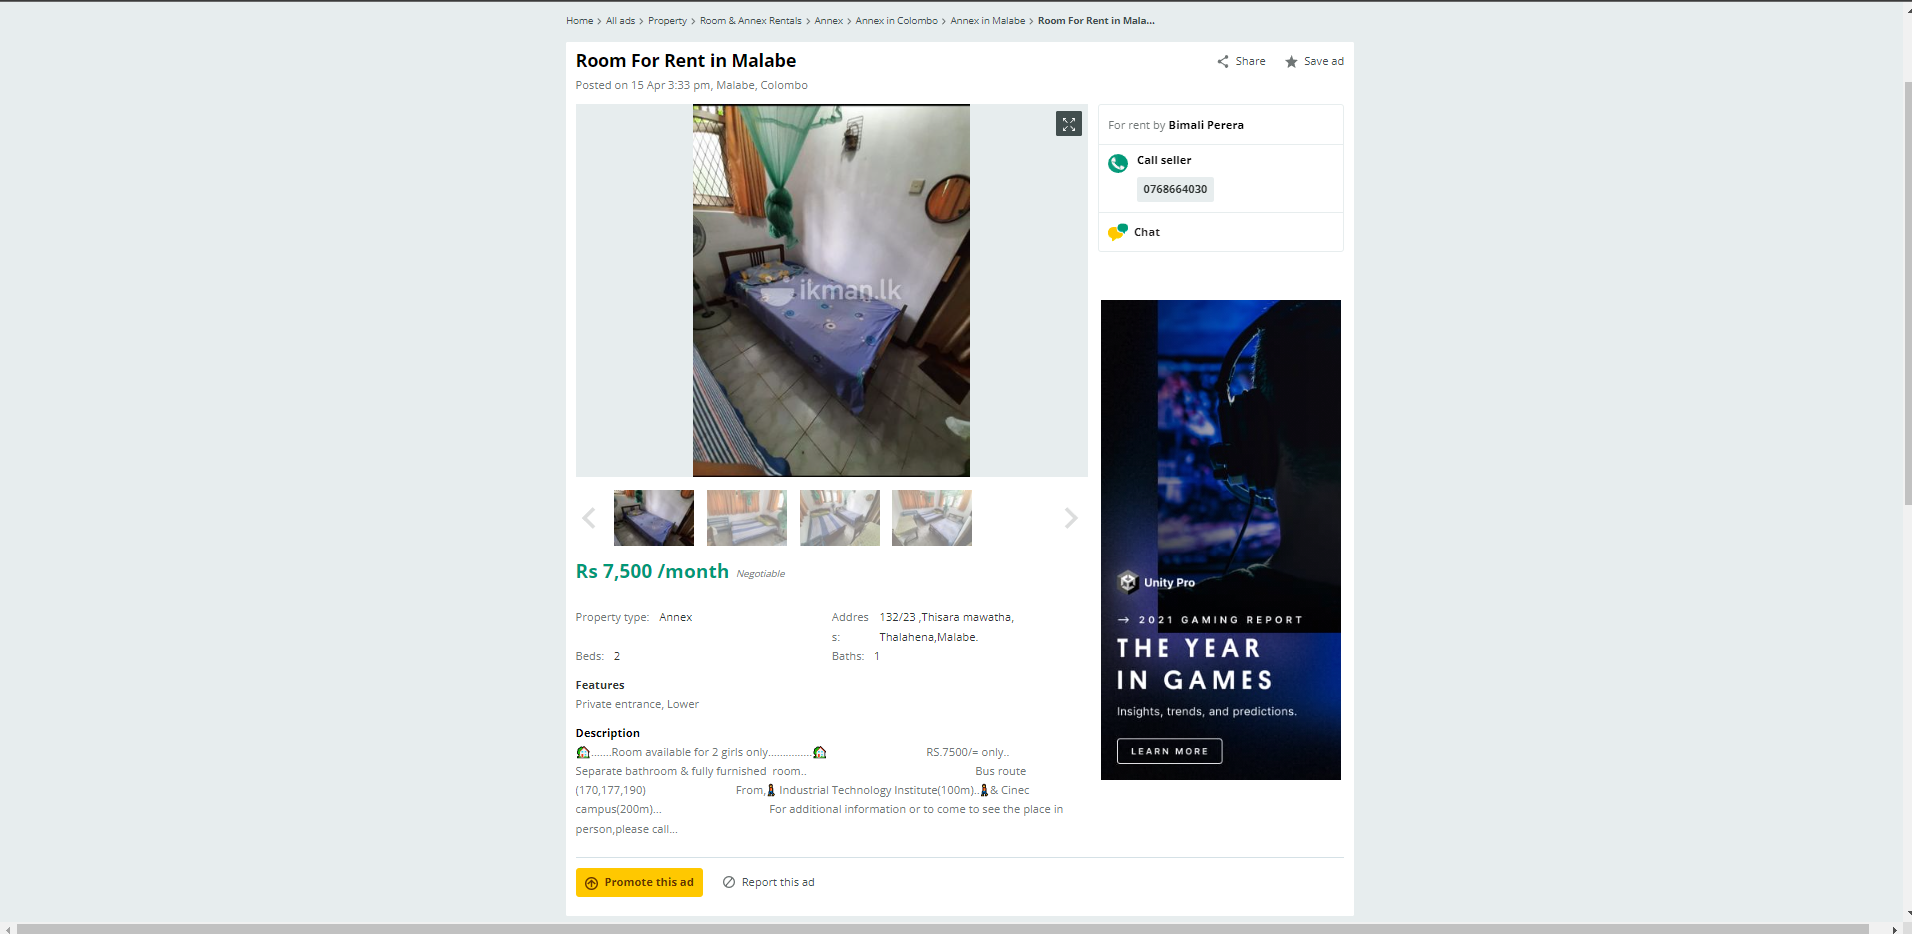 Home > All ads > Property > Room & Annex Rentals > Annex > Annex in Colombo > Annex in Malabe > Room For Rent in Mala...
Room For Rent in Malabe
Share
Save ad
Posted on 15 Apr 3:33 pm, Malabe, Colombo
ikman.lk
For rent by Bimali Perera
Call seller
0768664030
Chat
Rs 7,500 /month Negotiable
Property type: Annex
Addres 132/23 ,Thisara mawatha,
s: Thalahena,Malabe.
Beds: 2
Baths: 1
Features
Private entrance, Lower
Description
🏡.......Room available for 2 girls only...............🏡 RS.7500/= only..
Separate bathroom & fully furnished room.. Bus route
(170,177,190) From, Industrial Technology Institute(100m)..& Cinec
campus(200m)... For additional information or to come to see the place in
person,please call...
Promote this ad
Report this ad
Unity Pro
→ 2021 GAMING REPORT
THE YEAR
IN GAMES
Insights, trends, and predictions.
LEARN MORE